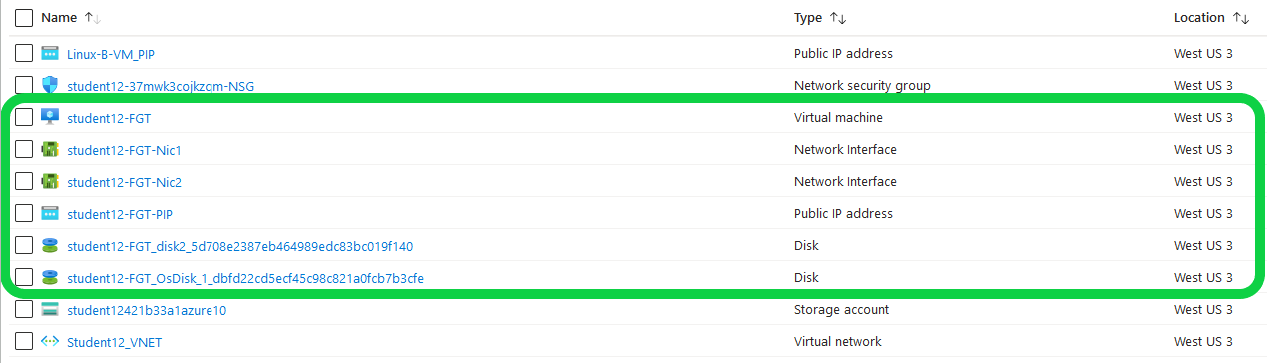 Name Type Location
Linux-B-VM_PIP Public IP address West US 3
student12-37mwk3cojkzqm-NSG Network security group West US 3
student12-FGT Virtual machine West US 3
student12-FGT-Nic1 Network Interface West US 3
student12-FGT-Nic2 Network Interface West US 3
student12-FGT-PIP Public IP address West US 3
student12-FGT_disk2_5d708e2387eb464989edc83bc019f140 Disk West US 3
student12-FGT_OsDisk_1_dbfd22cd5ecf45c98c821a0fcb7b3cfe Disk West US 3
student12421b33a1azure10 Storage account West US 3
Student12_VNET Virtual network West US 3